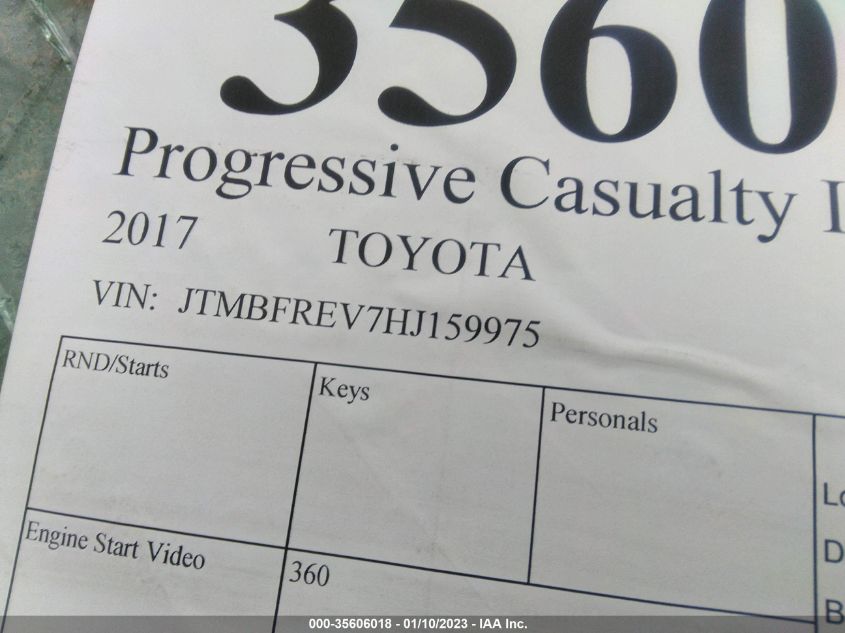 3560
Progressive Casualty
2017 TOYOTA
VIN: JTMBFREV7HJ159975
RND/Starts Keys Personals
Engine Start Video 360
000-35606018 - 01/10/2023 - IAA Inc.